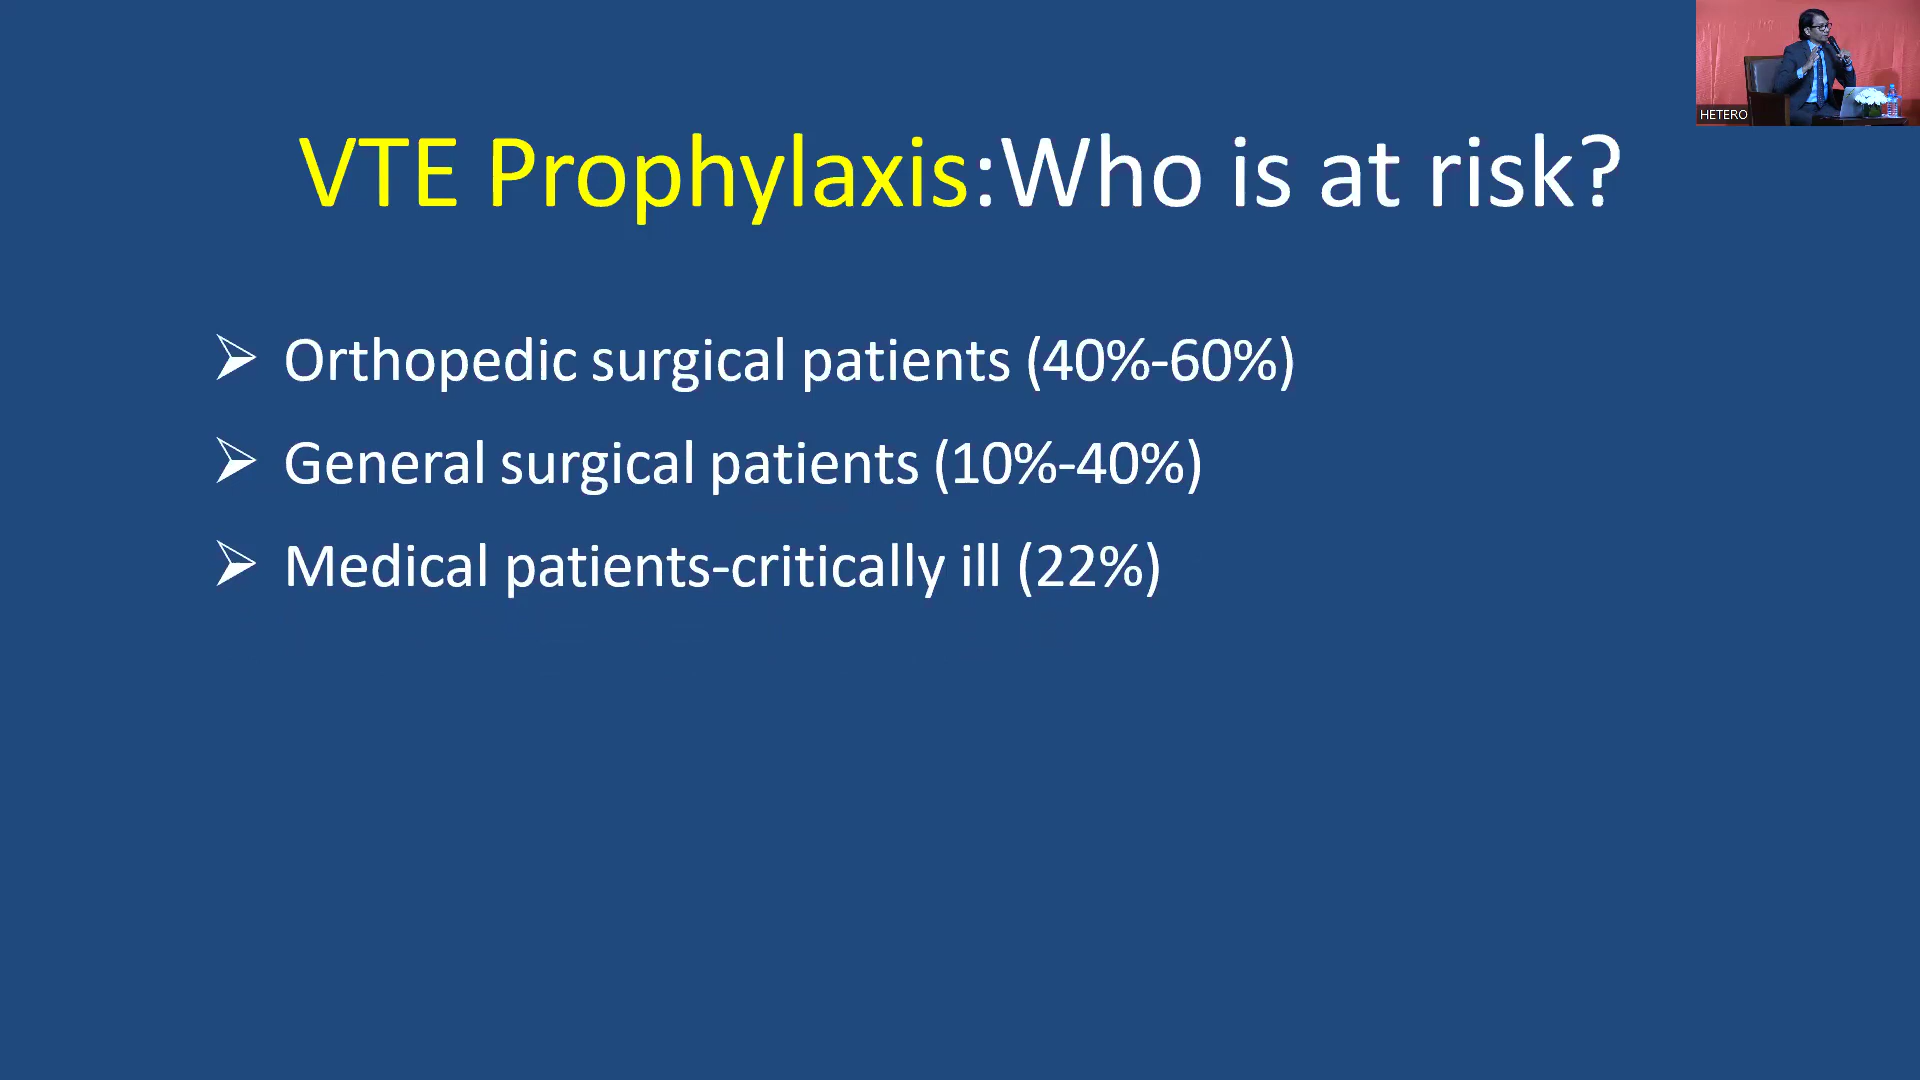 HETERO
VTE Prophylaxis:Who is at risk?
Orthopedic surgical patients (40%-60%)
General surgical patients (10%-40%)
Medical patients-critically ill (22%)